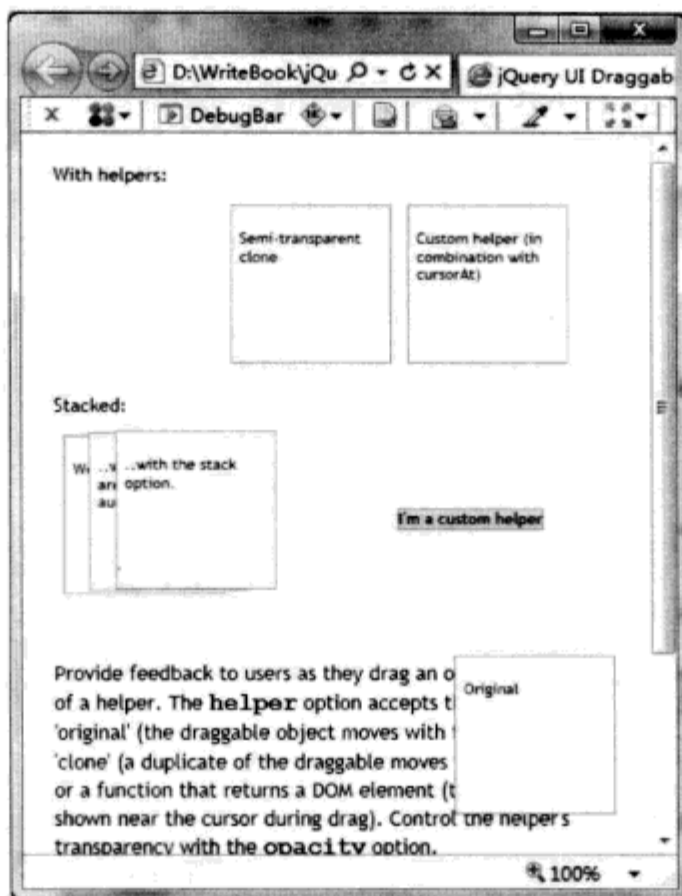 D:\WriteBook\jQu
jQuery UI Draggab
x
DebugBar
With helpers:
Semi-transparent
clone
Custom helper (in
combination with
cursorAt)
Stacked:
..with the stack
option.
I'm a custom helper
Provide feedback to users as they drag an o
of a helper. The helper option accepts t
'original' (the draggable object moves with
'clone' (a duplicate of the draggable moves
or a function that returns a DOM element (t
shown near the cursor during drag). Control the helper's
transparency with the opacity option.
Original
100%